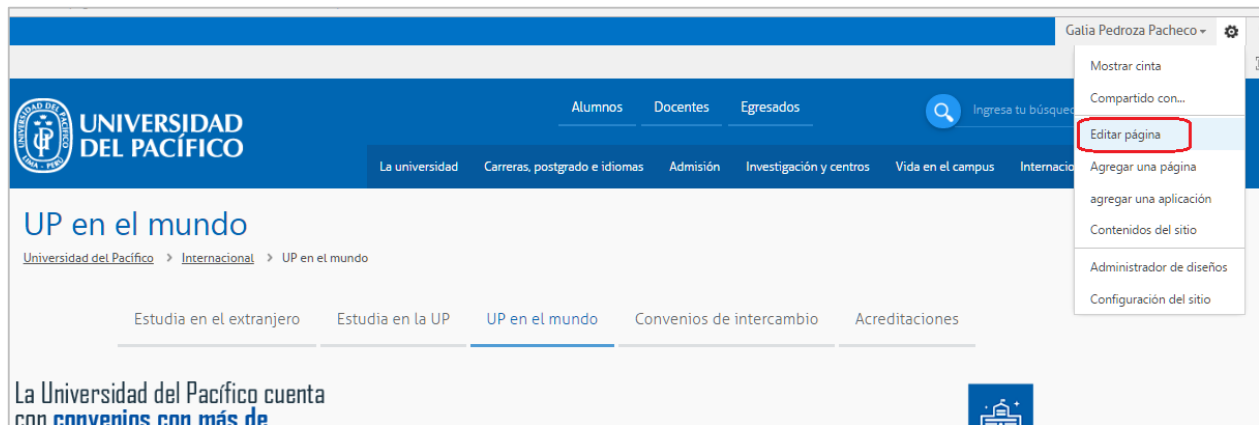 Galia Pedroza Pacheco
Mostrar cinta
Compartido con...
Editar página
Agregar una página
agregar una aplicación
Contenidos del sitio
Administrador de diseños
Configuración del sitio
UNIVERSIDAD
DEL PACÍFICO
Alumnos Docentes Egresados
Ingresa tu búsqued
La universidad Carreras, postgrado e idiomas Admisión Investigación y centros Vida en el campus Internacio
UP en el mundo
Universidad del Pacífico > Internacional > UP en el mundo
Estudia en el extranjero Estudia en la UP UP en el mundo Convenios de intercambio Acreditaciones
La Universidad del Pacífico cuenta
con convenios con más de